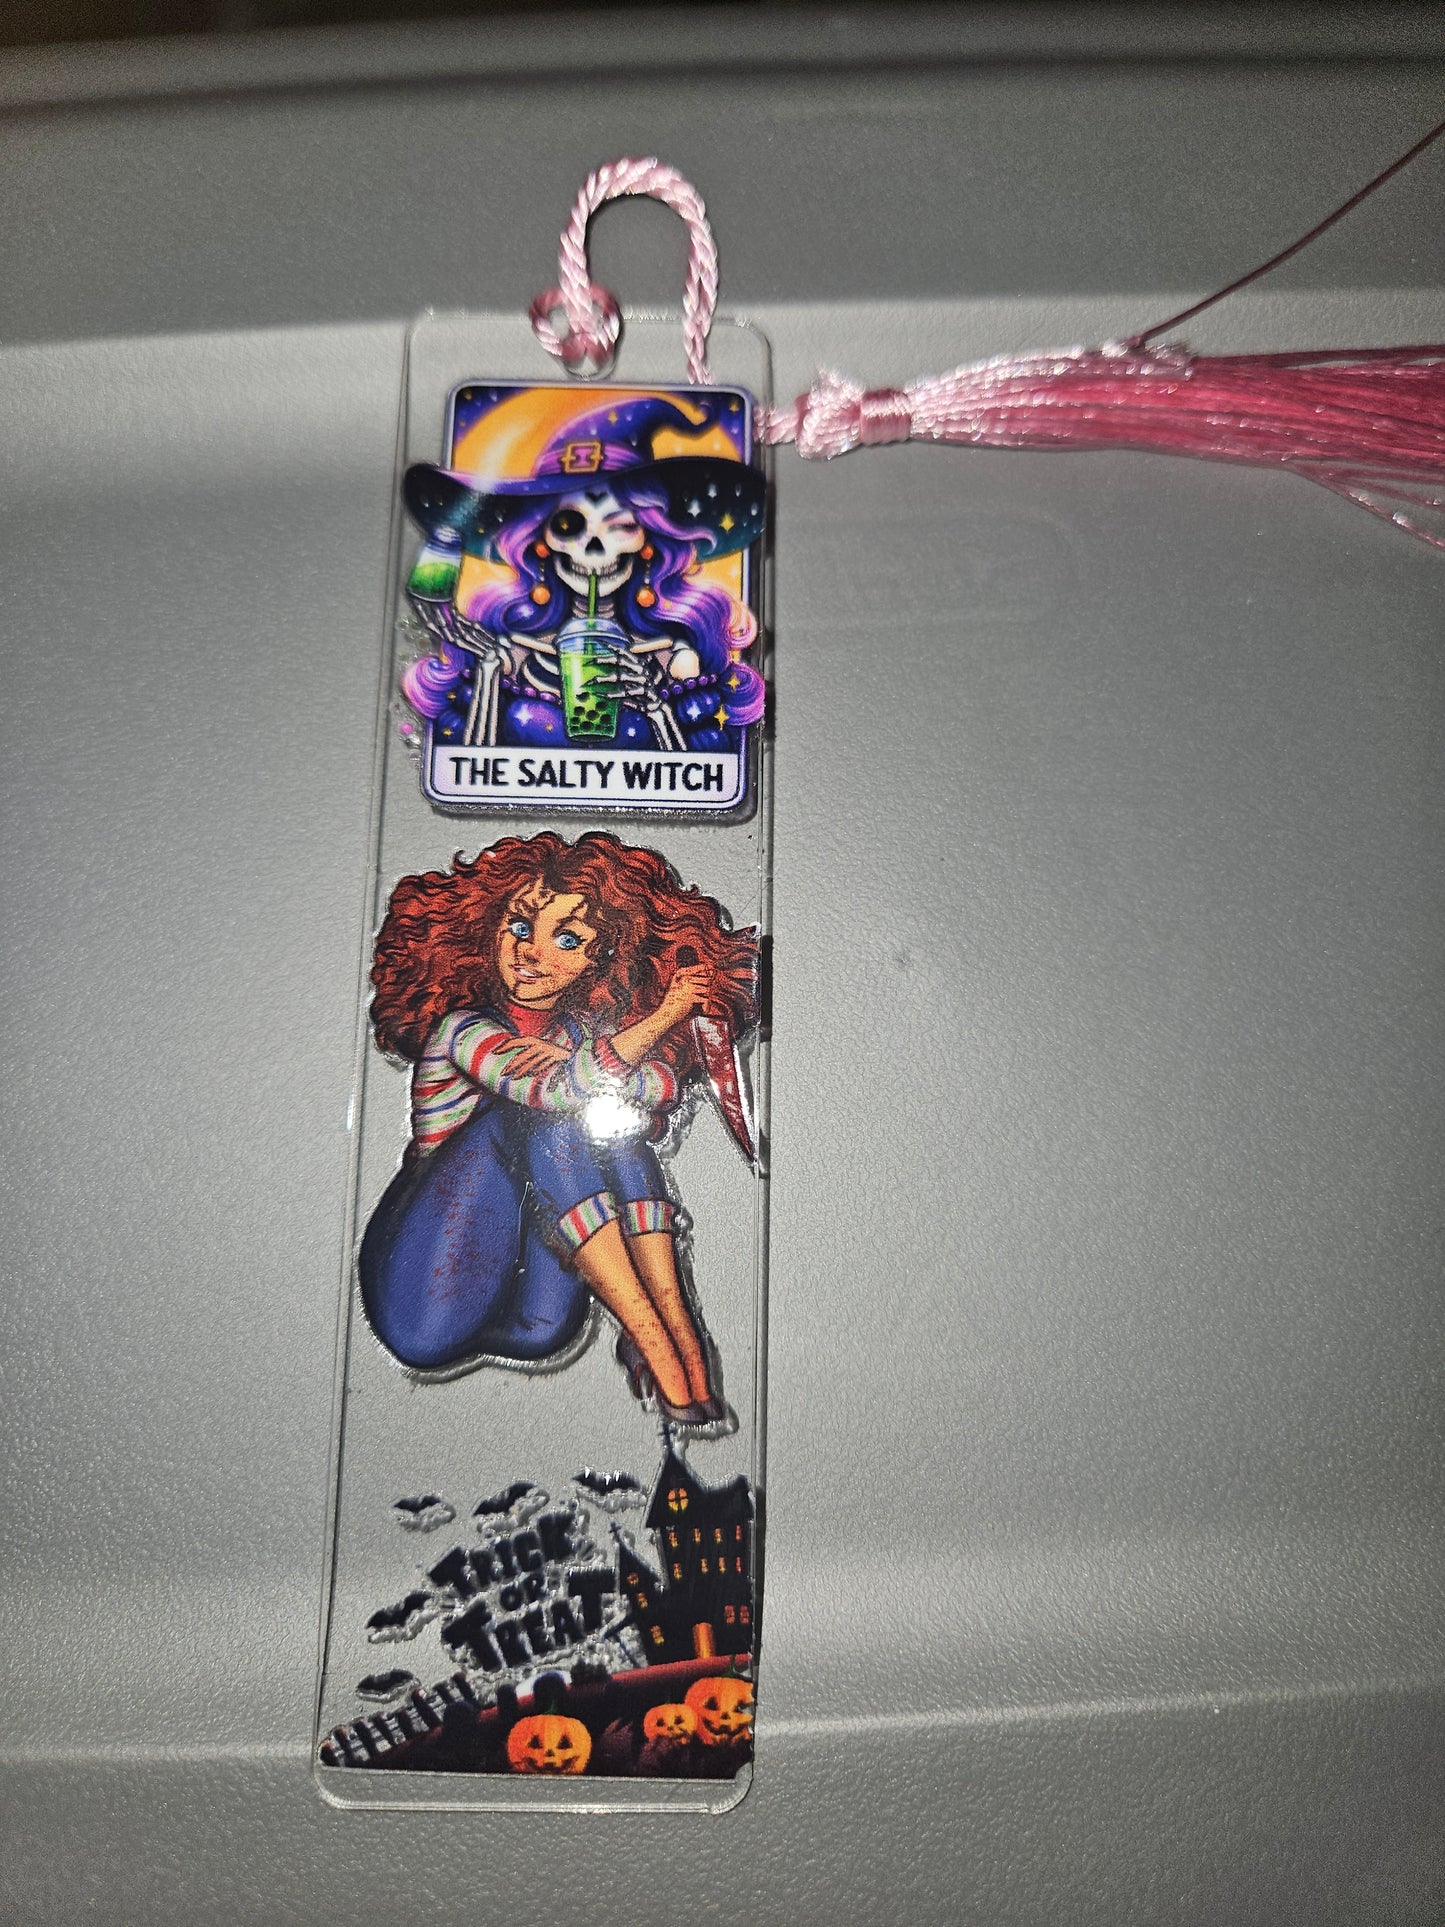 THE SALTY WITCH
TRICK
OR
TREAT